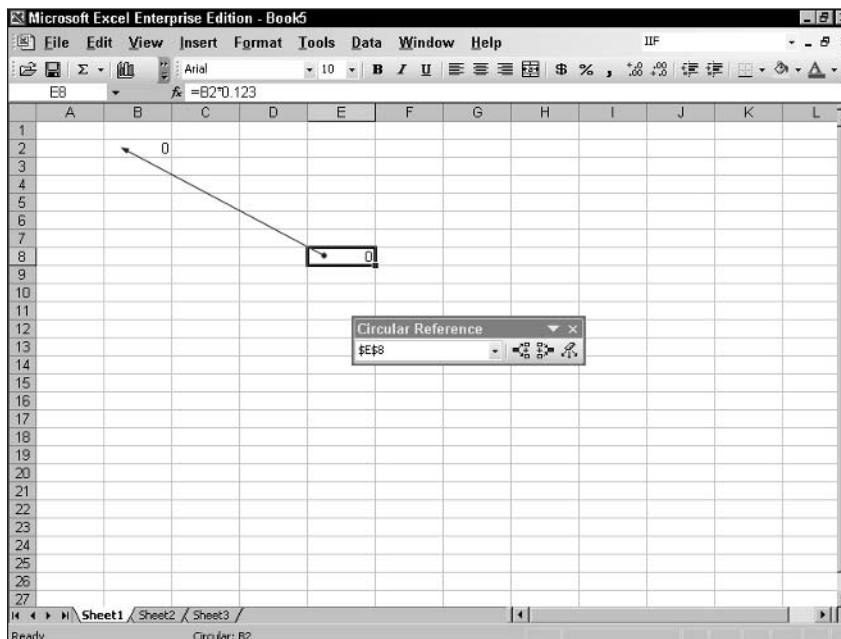 Microsoft Excel Enterprise Edition - Book5
File Edit View Insert Format Tools Data Window Help IIF
Σ Arial 10 B I U $ % , .00 .00 A
E8 fx =B2*0.123
A B C D E F G H I J K L
1
2 0
3
4
5
6
7
8 0
9
10
11
12 Circular Reference
13 $E$8
14
15
16
17
18
19
20
21
22
23
24
25
26
27
Sheet1 Sheet2 Sheet3
Ready Circular: B2